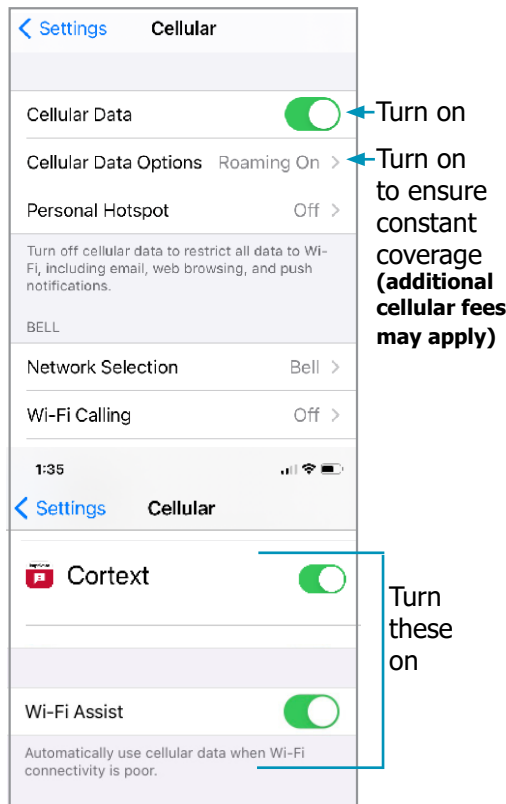 Settings Cellular
Cellular Data
Turn on
Cellular Data Options Roaming On
Turn on
to ensure
constant
coverage
(additional
cellular fees
may apply)
Personal Hotspot Off
Turn off cellular data to restrict all data to Wi-
Fi, including email, web browsing, and push
notifications.
BELL
Network Selection Bell
Wi-Fi Calling Off
1:35
Settings Cellular
Cortext
Turn
these
on
Wi-Fi Assist
Automatically use cellular data when Wi-Fi
connectivity is poor.